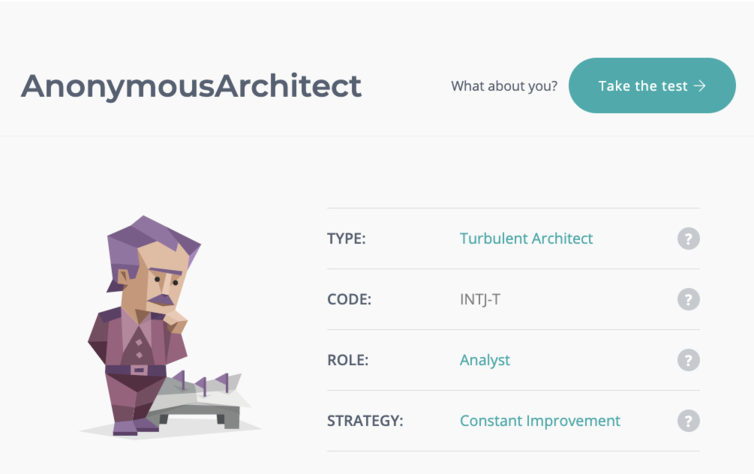 AnonymousArchitect
What about you?
Take the test →
TYPE: Turbulent Architect ?
CODE: INTJ-T ?
ROLE: Analyst ?
STRATEGY: Constant Improvement ?